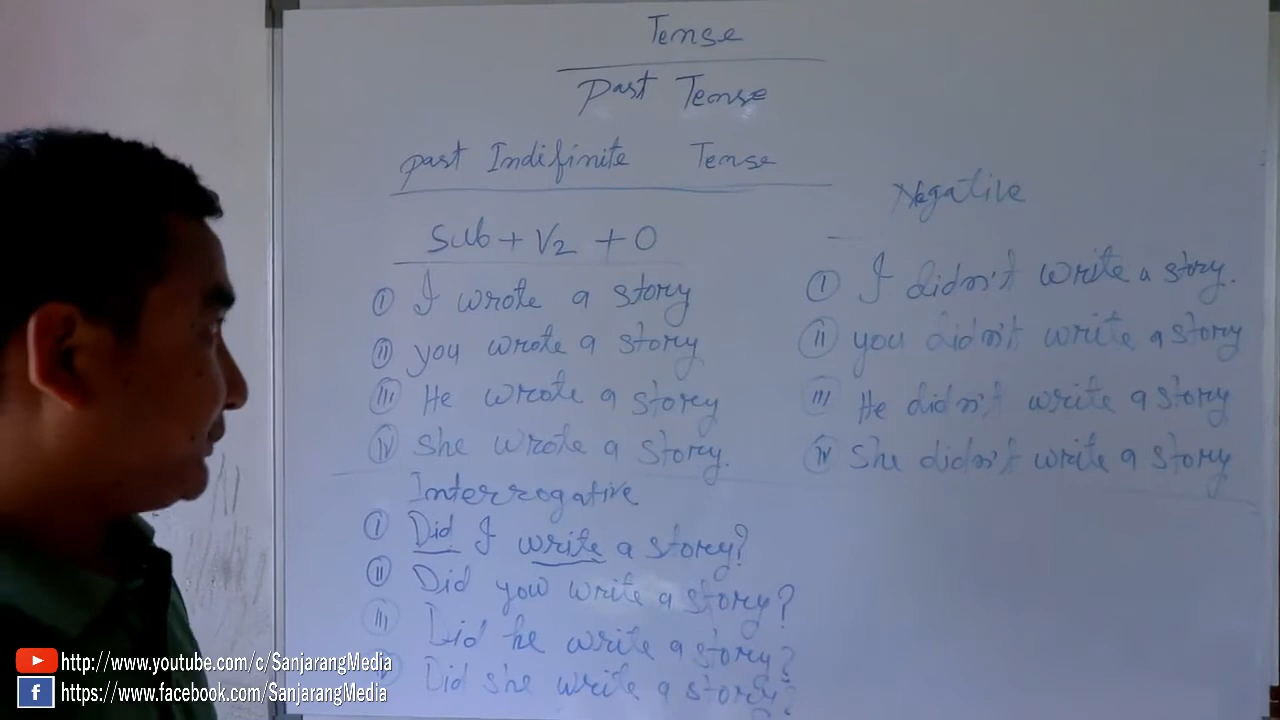 Tense
Past Tense
Past Indifinite Tense
Sub + V2 + O
(i) I wrote a story
(ii) you wrote a story
(iii) He wrote a story
(iv) She wrote a story.
Negative
(i) I didn't write a story.
(ii) you didn't write a story
(iii) He didn't write a story
(iv) She didn't write a story
Interrogative
(i) Did I write a story?
(ii) Did you write a story?
(iii) Did he write a story?
(iv) Did she write a story?
http://www.youtube.com/c/SanjarangMedia
https://www.facebook.com/SanjarangMedia